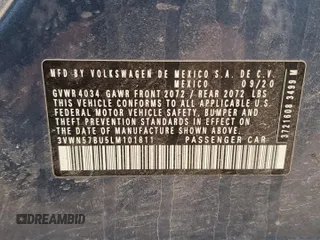 MFD BY VOLKSWAGEN DE MEXICO S.A. DE C.V.
MEXICO 09/20
GVWR 4034 GAWR FRONT 2072 / REAR 2072 LBS
THIS VEHICLE CONFORMS TO ALL APPLICABLE U.S.
FEDERAL MOTOR VEHICLE SAFETY, BUMPER AND
THEFT PREVENTION STANDARDS IN EFFECT ON
THE DATE OF MANUFACTURE SHOWN ABOVE.
3VWN57BU5LM101811 PASSENGER CAR
3721608 3499 M
DREAMBID